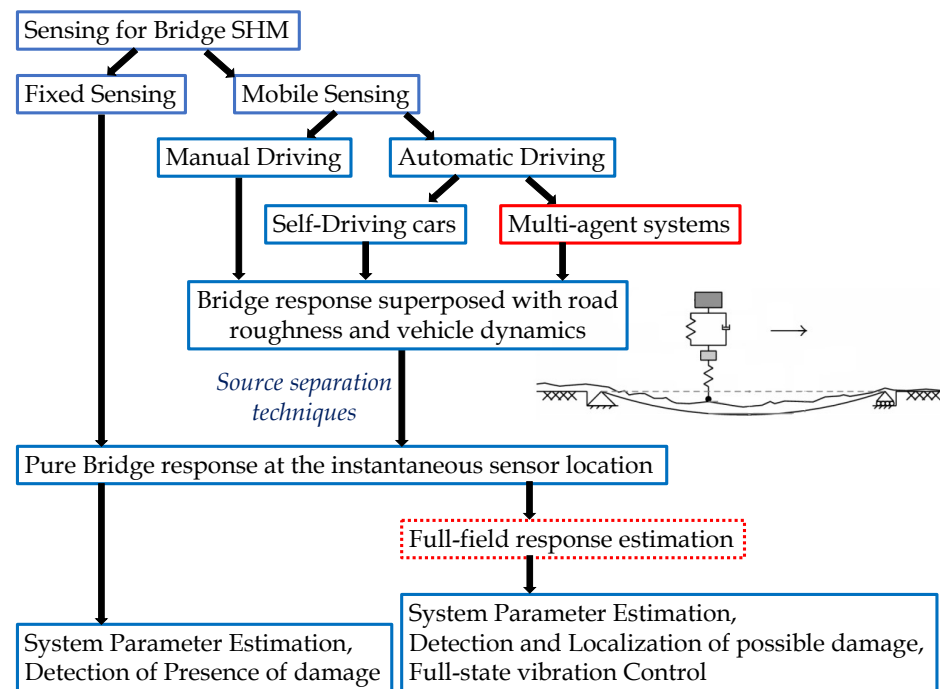 Sensing for Bridge SHM
Fixed Sensing
Mobile Sensing
Manual Driving
Automatic Driving
Self-Driving cars
Multi-agent systems
Bridge response superposed with road
roughness and vehicle dynamics
Source separation
techniques
Pure Bridge response at the instantaneous sensor location
Full-field response estimation
System Parameter Estimation,
Detection of Presence of damage
System Parameter Estimation,
Detection and Localization of possible damage,
Full-state vibration Control